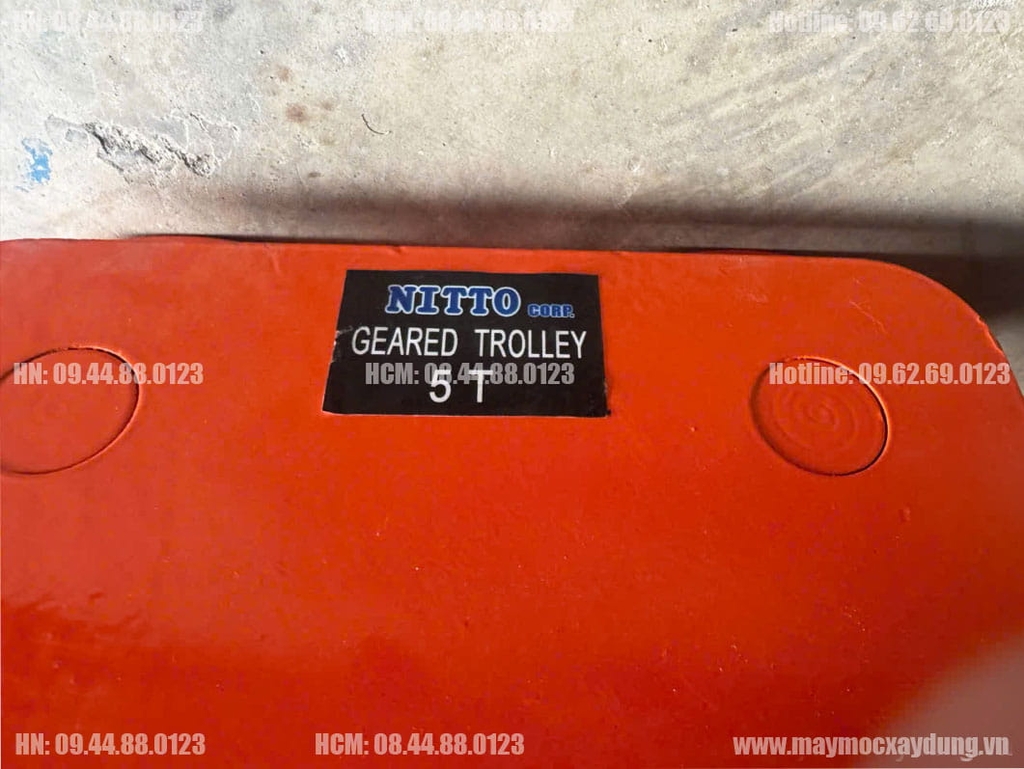 HN: 09.44.88.0123 HCM: 08.44.88.0123 Hotline: 09.62.69.0123
NITTO CORP.
GEARED TROLLEY
HN: 09.44.88.0123 HCM: 08.44.88.0123 Hotline: 09.62.69.0123
5 T
HN: 09.44.88.0123 HCM: 08.44.88.0123 www.maymocxaydung.vn